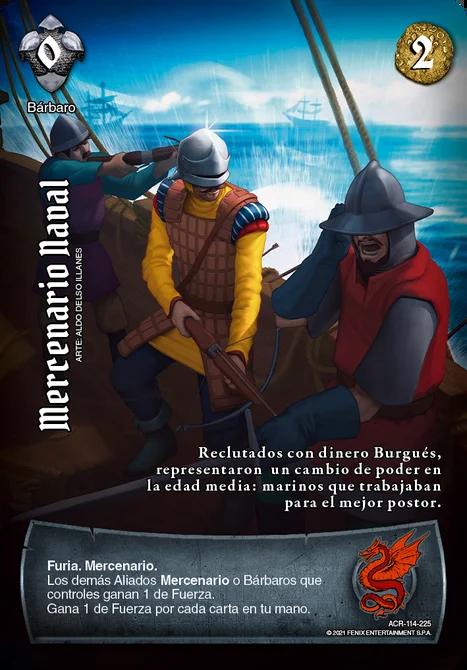 0
2
Bárbaro
Mercenario Naval
ARTE: ALDO DELSO ILLANES
Reclutados con dinero Burgués,
representaron un cambio de poder en
la edad media: marinos que trabajaban
para el mejor postor.
Furia. Mercenario.
Los demás Aliados Mercenario o Bárbaros que
controles ganan 1 de Fuerza.
Gana 1 de Fuerza por cada carta en tu mano.
ACR-114-225
© 2021 FENIX ENTERTAINMENT S.P.A.